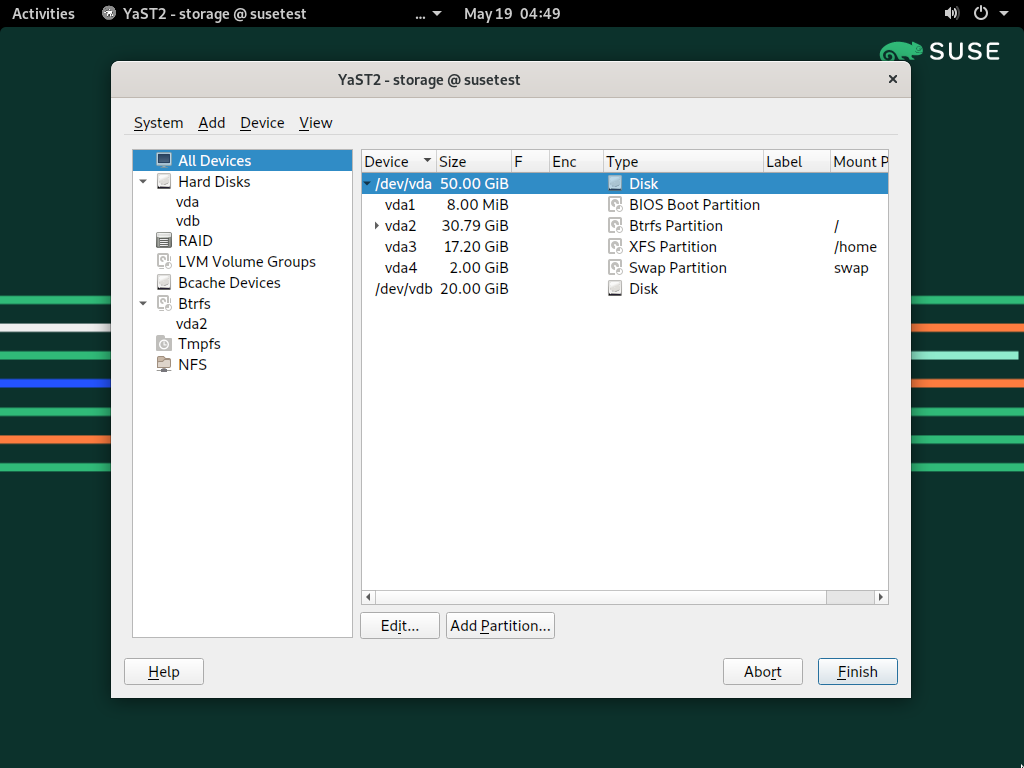 Activities YaST2 - storage @ susetest ... May 19 04:49
SUSE
YaST2 - storage @ susetest
System Add Device View
All Devices
Hard Disks
vda
vdb
RAID
LVM Volume Groups
Bcache Devices
Btrfs
vda2
Tmpfs
NFS
Device Size F Enc Type Label Mount P
/dev/vda 50.00 GiB Disk
vda1 8.00 MiB BIOS Boot Partition
vda2 30.79 GiB Btrfs Partition /
vda3 17.20 GiB XFS Partition /home
vda4 2.00 GiB Swap Partition swap
/dev/vdb 20.00 GiB Disk
Edit... Add Partition...
Help Abort Finish